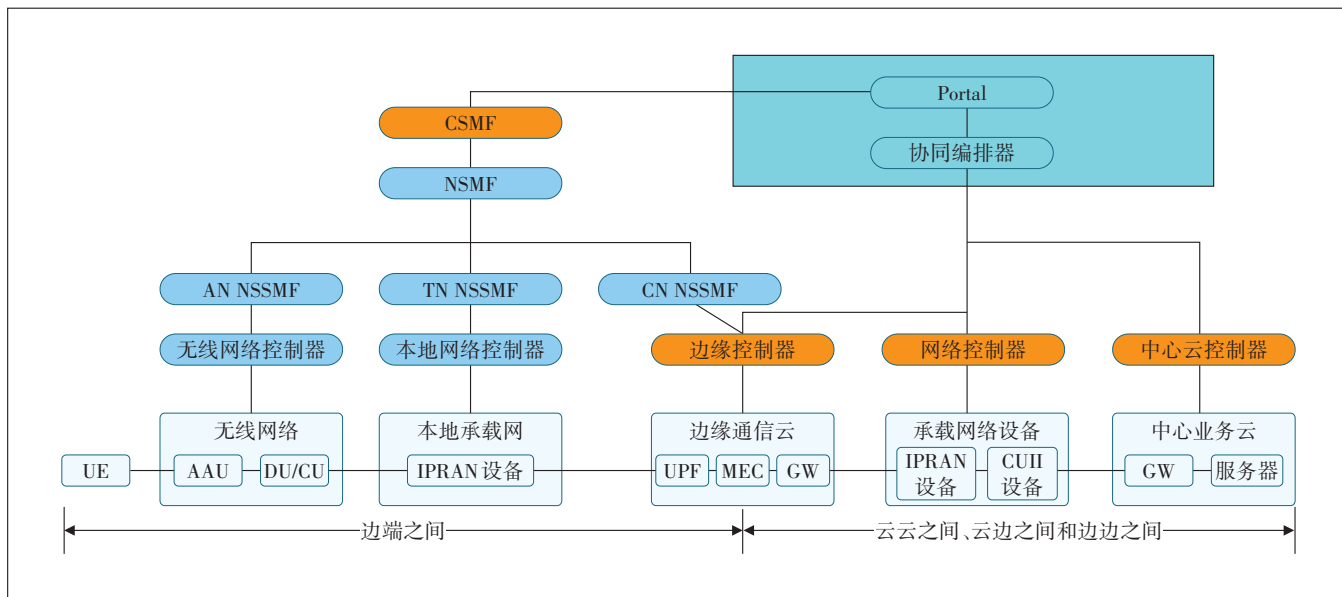 Portal
CSMF
协同编排器
NSMF
AN NSSMF
TN NSSMF
CN NSSMF
无线网络控制器
本地网络控制器
边缘控制器
网络控制器
中心云控制器
无线网络
本地承载网
边缘通信云
承载网络设备
中心业务云
UE
AAU
DU/CU
IPRAN 设备
UPF
MEC
GW
IPRAN
设备
CUII
设备
GW
服务器
边端之间
云云之间、云边之间和边边之间